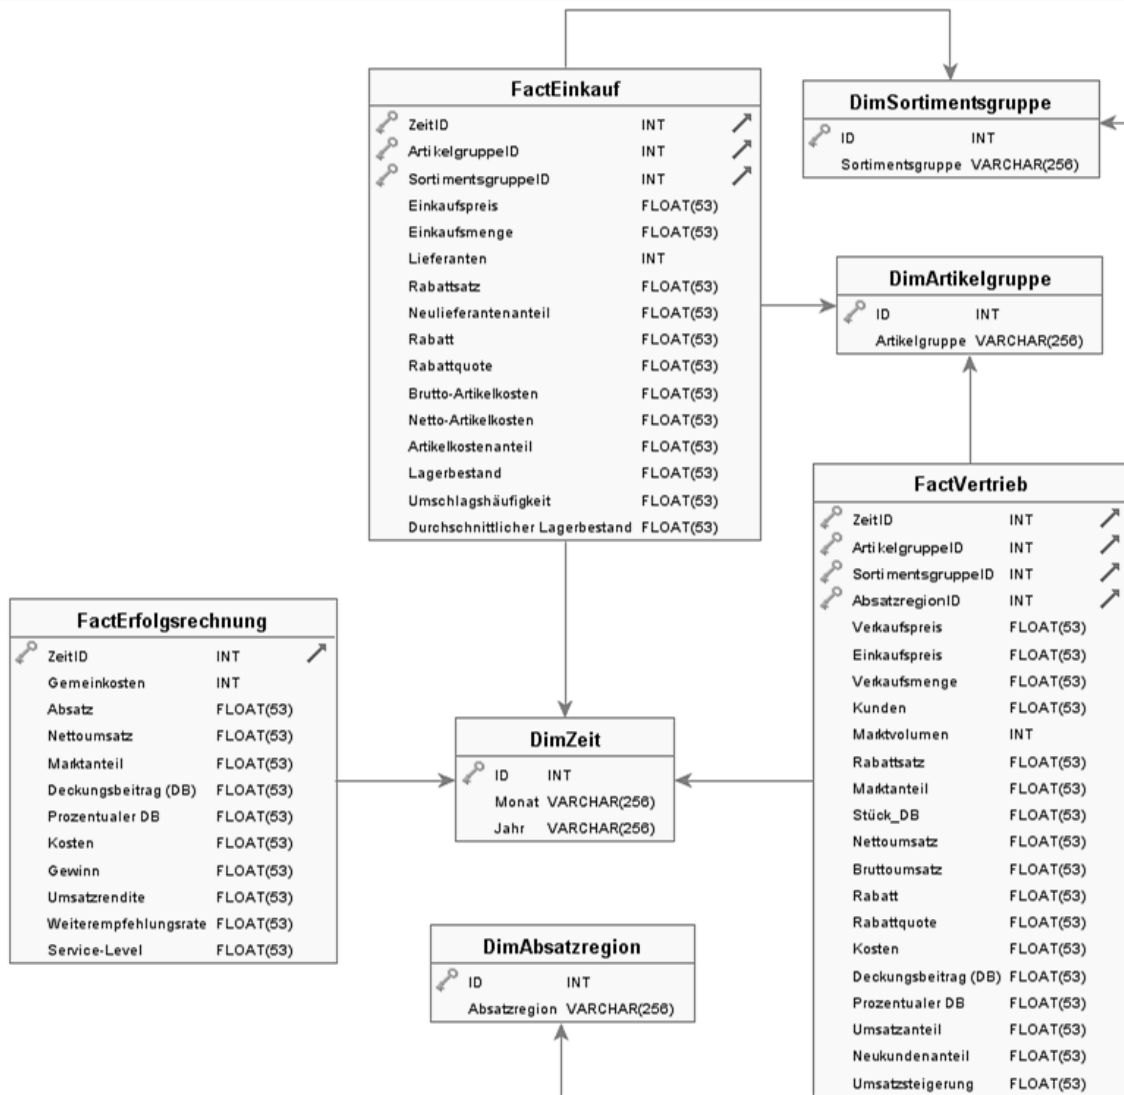 FactEinkauf
ZeitID INT
ArtikelgruppeID INT
SortimentsgruppeID INT
Einkaufspreis FLOAT(53)
Einkaufsmenge FLOAT(53)
Lieferanten INT
Rabattsatz FLOAT(53)
Neulieferantenanteil FLOAT(53)
Rabatt FLOAT(53)
Rabattquote FLOAT(53)
Brutto-Artikelkosten FLOAT(53)
Netto-Artikelkosten FLOAT(53)
Artikelkostenanteil FLOAT(53)
Lagerbestand FLOAT(53)
Umschlagshäufigkeit FLOAT(53)
Durchschnittlicher Lagerbestand FLOAT(53)
DimSortimentsgruppe
ID INT
Sortimentsgruppe VARCHAR(256)
DimArtikelgruppe
ID INT
Artikelgruppe VARCHAR(256)
FactVertrieb
ZeitID INT
ArtikelgruppeID INT
SortimentsgruppeID INT
AbsatzregionID INT
Verkaufspreis FLOAT(53)
Einkaufspreis FLOAT(53)
Verkaufsmenge FLOAT(53)
Kunden FLOAT(53)
Marktvolumen INT
Rabattsatz FLOAT(53)
Marktanteil FLOAT(53)
Stück_DB FLOAT(53)
Nettoumsatz FLOAT(53)
Bruttoumsatz FLOAT(53)
Rabatt FLOAT(53)
Rabattquote FLOAT(53)
Kosten FLOAT(53)
Deckungsbeitrag (DB) FLOAT(53)
Prozentualer DB FLOAT(53)
Umsatzanteil FLOAT(53)
Neukundenanteil FLOAT(53)
Umsatzsteigerung FLOAT(53)
FactErfolgsrechnung
ZeitID INT
Gemeinkosten INT
Absatz FLOAT(53)
Nettoumsatz FLOAT(53)
Marktanteil FLOAT(53)
Deckungsbeitrag (DB) FLOAT(53)
Prozentualer DB FLOAT(53)
Kosten FLOAT(53)
Gewinn FLOAT(53)
Umsatzrendite FLOAT(53)
Weiterempfehlungsrate FLOAT(53)
Service-Level FLOAT(53)
DimZeit
ID INT
Monat VARCHAR(256)
Jahr VARCHAR(256)
DimAbsatzregion
ID INT
Absatzregion VARCHAR(256)